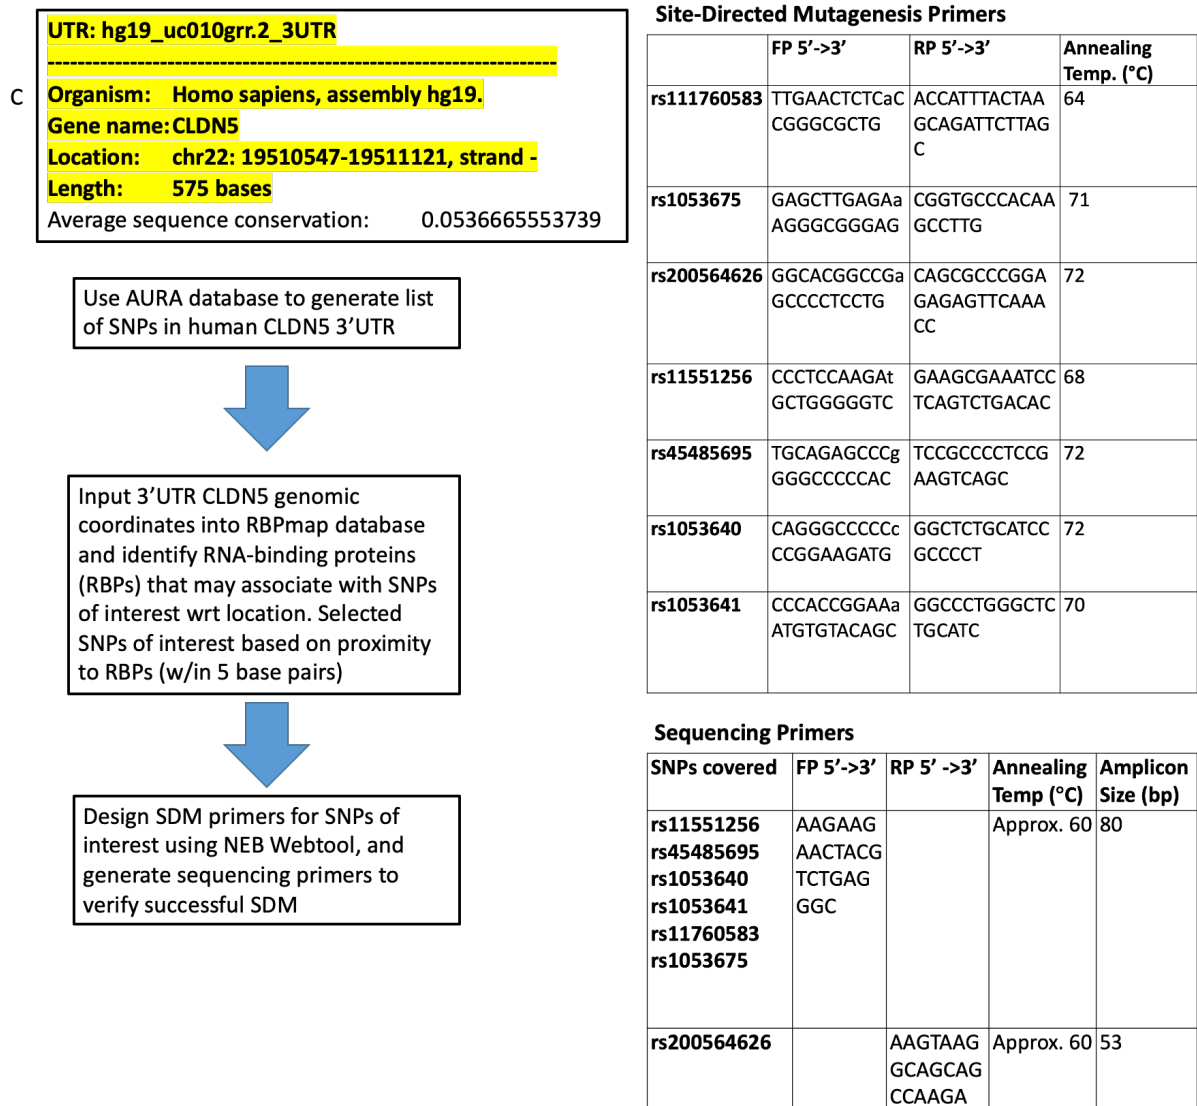 C
UTR: hg19_uc010grr.2_3UTR
--------------------------------------------------------------------
Organism: Homo sapiens, assembly hg19.
Gene name: CLDN5
Location: chr22: 19510547-19511121, strand -
Length: 575 bases
Average sequence conservation: 0.0536665553739
Use AURA database to generate list
of SNPs in human CLDN5 3’UTR
Input 3’UTR CLDN5 genomic
coordinates into RBPmap database
and identify RNA-binding proteins
(RBPs) that may associate with SNPs
of interest wrt location. Selected
SNPs of interest based on proximity
to RBPs (w/in 5 base pairs)
Design SDM primers for SNPs of
interest using NEB Webtool, and
generate sequencing primers to
verify successful SDM
Site-Directed Mutagenesis Primers
FP 5’->3’ RP 5’->3’ Annealing
Temp. (°C)
rs111760583 TTGAACTCTCaC ACCATTTACTAA 64
CGGGCGCTG GCAGATTCTTAG
C
rs1053675 GAGCTTGAGAa CGGTGCCCACAA 71
AGGGCGGGAG GCCTTG
rs200564626 GGCACGGCCGa CAGCGCCCGGA 72
GCCCCTCCTG GAGAGTTCAAA
CC
rs11551256 CCCTCCAAGAt GAAGCGAAATCC 68
GCTGGGGGTC TCAGTCTGACAC
rs45485695 TGCAGAGCCCg TCCGCCCCTCCG 72
GGGCCCCCAC AAGTCAGC
rs1053640 CAGGGCCCCCc GGCTCTGCATCC 72
CCGGAAGATG GCCCCT
rs1053641 CCCACCGGAAa GGCCCTGGGCTC 70
ATGTGTACAGC TGCATC
Sequencing Primers
SNPs covered FP 5’->3’ RP 5’ ->3’ Annealing Amplicon
Temp (°C) Size (bp)
rs11551256 AAGAAG Approx. 60 80
rs45485695 AACTACG
rs1053640 TCTGAG
rs1053641 GGC
rs11760583
rs1053675
rs200564626 AAGTAAG Approx. 60 53
GCAGCAG
CCAAGA